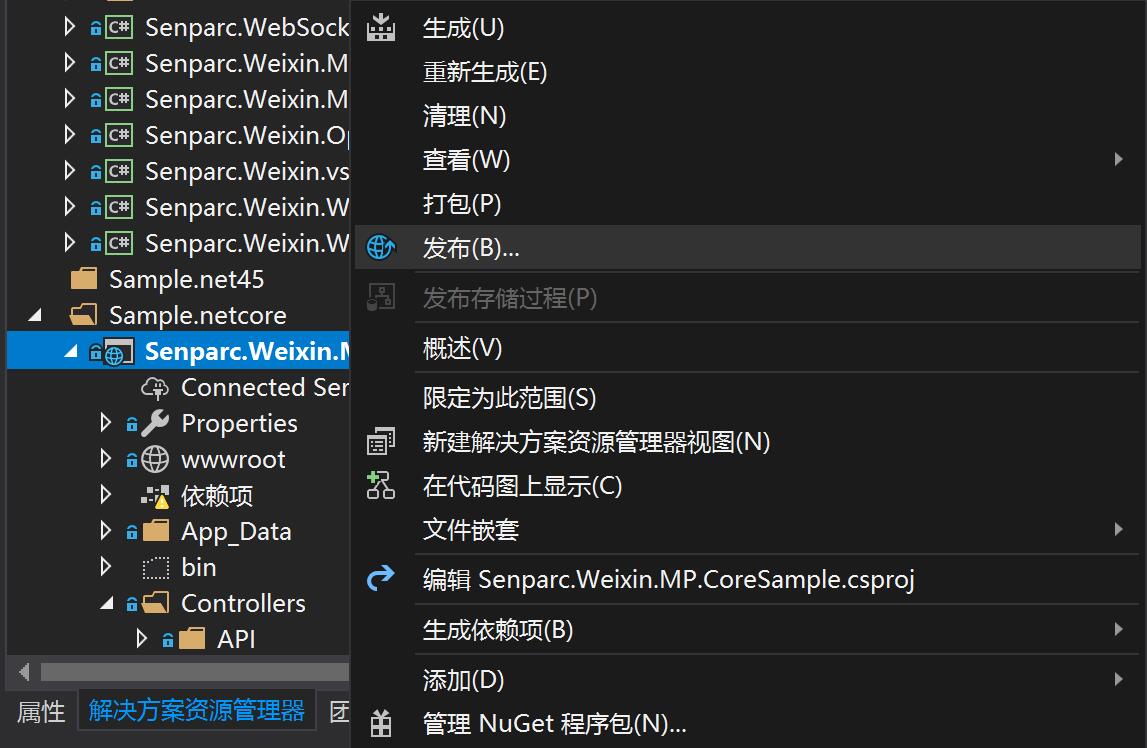 C# Senparc.WebSock
C# Senparc.Weixin.M
C# Senparc.Weixin.M
C# Senparc.Weixin.Op
C# Senparc.Weixin.vs
C# Senparc.Weixin.W
C# Senparc.Weixin.W
Sample.net45
Sample.netcore
Senparc.Weixin.M
Connected Ser
Properties
wwwroot
依赖项
App_Data
bin
Controllers
API
属性
解决方案资源管理器
团
生成(U)
重新生成(E)
清理(N)
查看(W)
打包(P)
发布(B)...
发布存储过程(P)
概述(V)
限定为此范围(S)
新建解决方案资源管理器视图(N)
在代码图上显示(C)
文件嵌套
编辑 Senparc.Weixin.MP.CoreSample.csproj
生成依赖项(B)
添加(D)
管理 NuGet 程序包(N)...